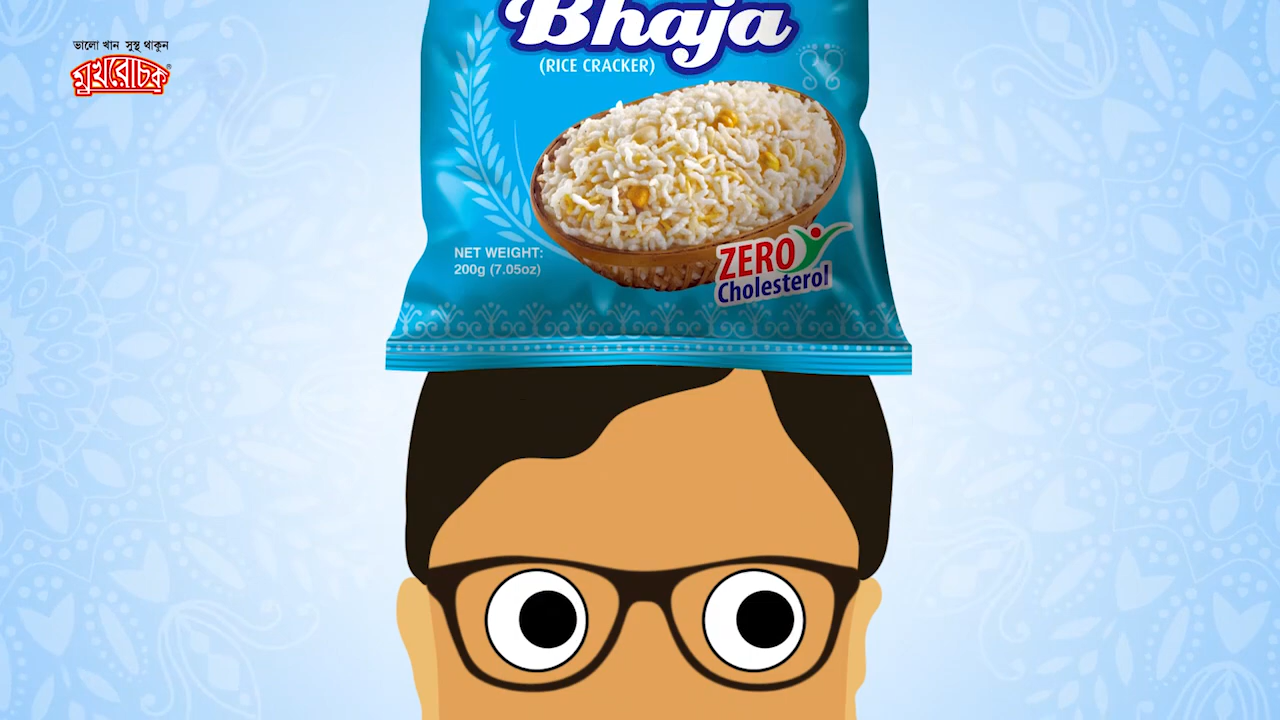 ভালো খান সুস্থ থাকুন
মুখরোচক®
Bhaja
(RICE CRACKER)
NET WEIGHT:
200g (7.05oz)
ZERO
Cholesterol